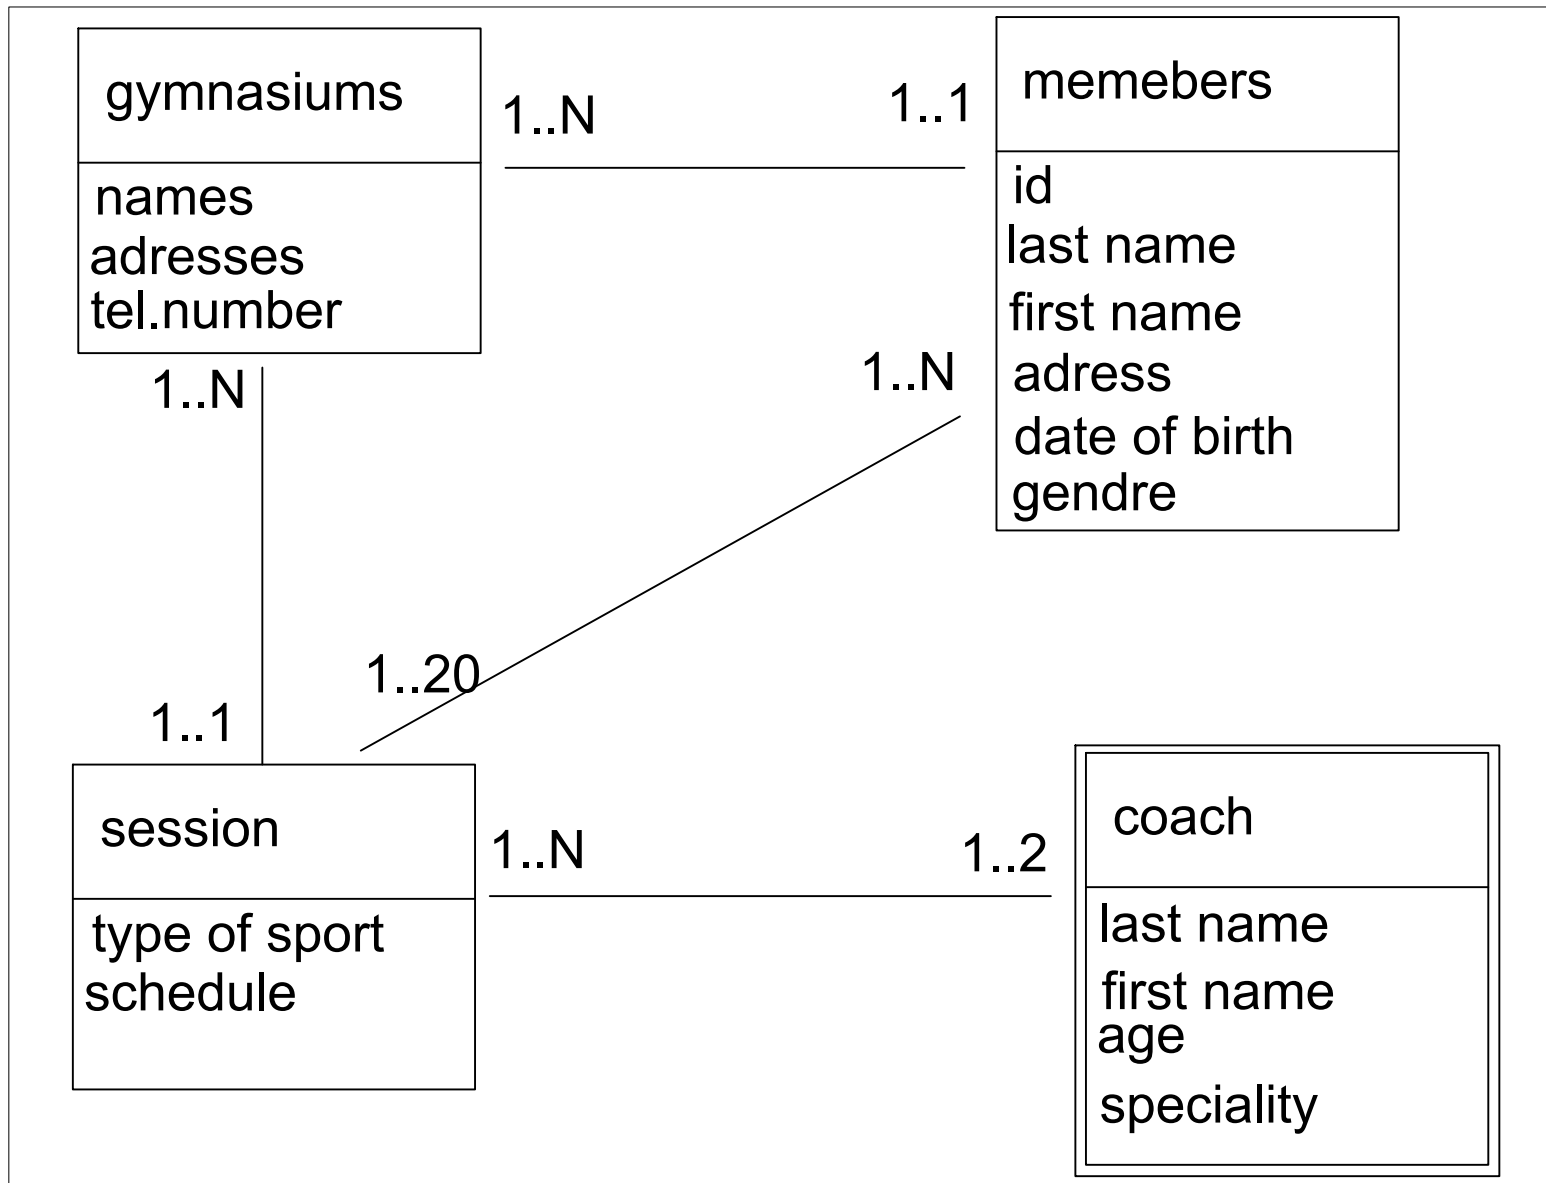 gymnasiums
names
adresses
tel.number
1..N
1..1
memebers
id
last name
first name
adress
date of birth
gendre
1..N
1..N
1..20
1..1
session
type of sport
schedule
1..N
1..2
coach
last name
first name
age
speciality